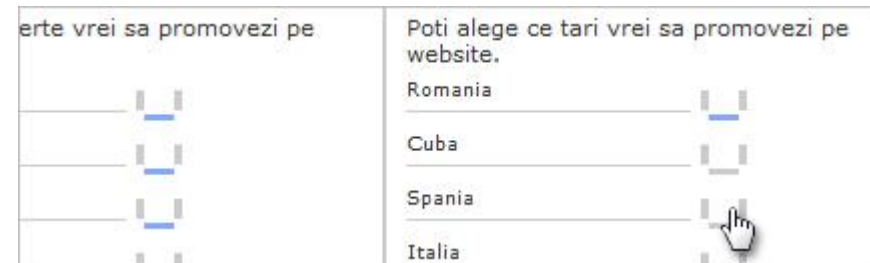 erte vrei sa promovezi pe
Poti alege ce tari vrei sa promovezi pe
website.
Romania
Cuba
Spania
Italia